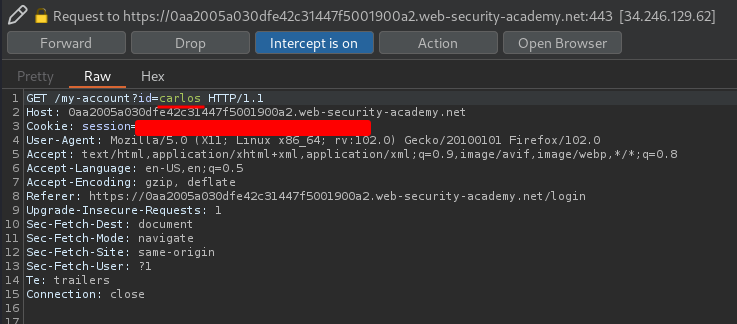 Request to https://0aa2005a030dfe42c31447f5001900a2.web-security-academy.net:443 [34.246.129.62]
Forward Drop Intercept is on Action Open Browser
Pretty Raw Hex
1 GET /my-account?id=carlos HTTP/1.1
2 Host: 0aa2005a030dfe42c31447f5001900a2.web-security-academy.net
3 Cookie: session=
4 User-Agent: Mozilla/5.0 (X11; Linux x86_64; rv:102.0) Gecko/20100101 Firefox/102.0
5 Accept: text/html,application/xhtml+xml,application/xml;q=0.9,image/avif,image/webp,*/*;q=0.8
6 Accept-Language: en-US,en;q=0.5
7 Accept-Encoding: gzip, deflate
8 Referer: https://0aa2005a030dfe42c31447f5001900a2.web-security-academy.net/login
9 Upgrade-Insecure-Requests: 1
10 Sec-Fetch-Dest: document
11 Sec-Fetch-Mode: navigate
12 Sec-Fetch-Site: same-origin
13 Sec-Fetch-User: ?1
14 Te: trailers
15 Connection: close
16
17